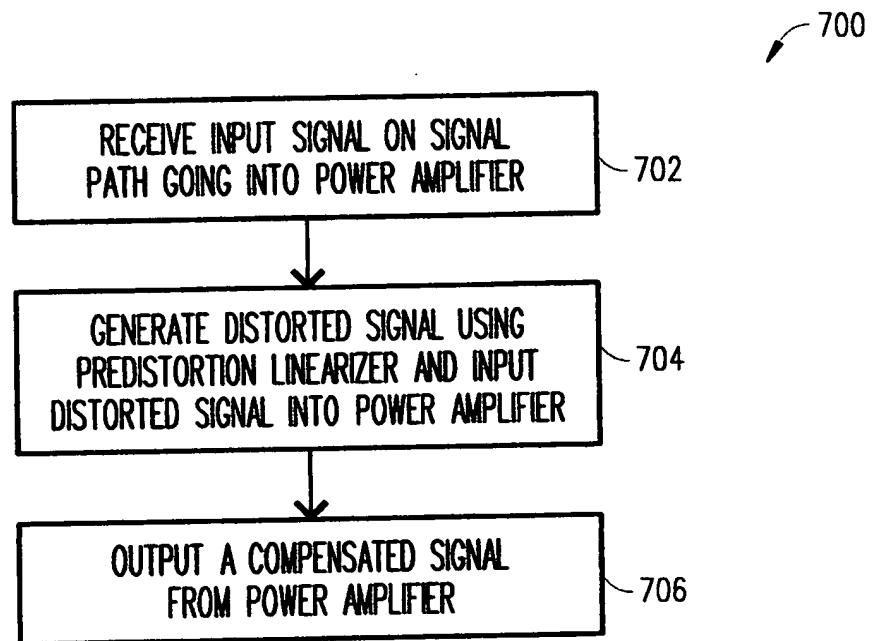 700
RECEIVE INPUT SIGNAL ON SIGNAL
PATH GOING INTO POWER AMPLIFIER
702
GENERATE DISTORTED SIGNAL USING
PREDISTORTION LINEARIZER AND INPUT
DISTORTED SIGNAL INTO POWER AMPLIFIER
704
OUTPUT A COMPENSATED SIGNAL
FROM POWER AMPLIFIER
706